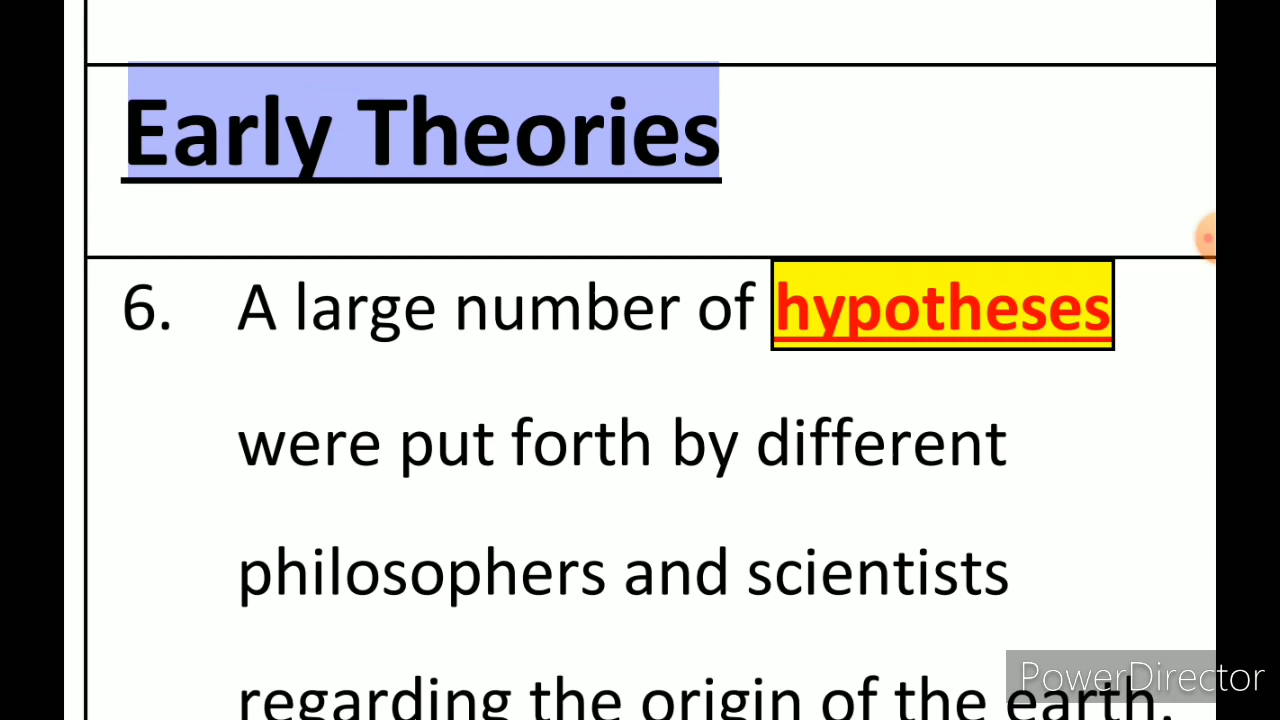 Early Theories
6. A large number of hypotheses
were put forth by different
philosophers and scientists
regarding the origin of the earth.
PowerDirector